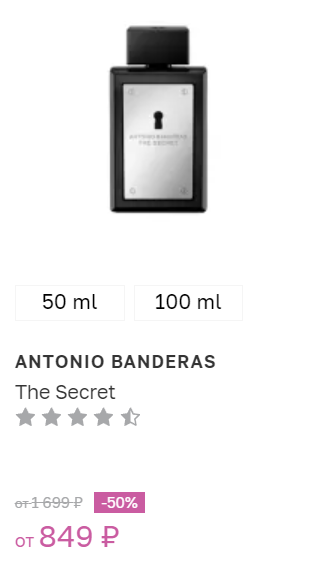 ANTONIO BANDERAS
THE SECRET
50 ml
100 ml
ANTONIO BANDERAS
The Secret
от 1 699 ₽
-50%
от 849 ₽